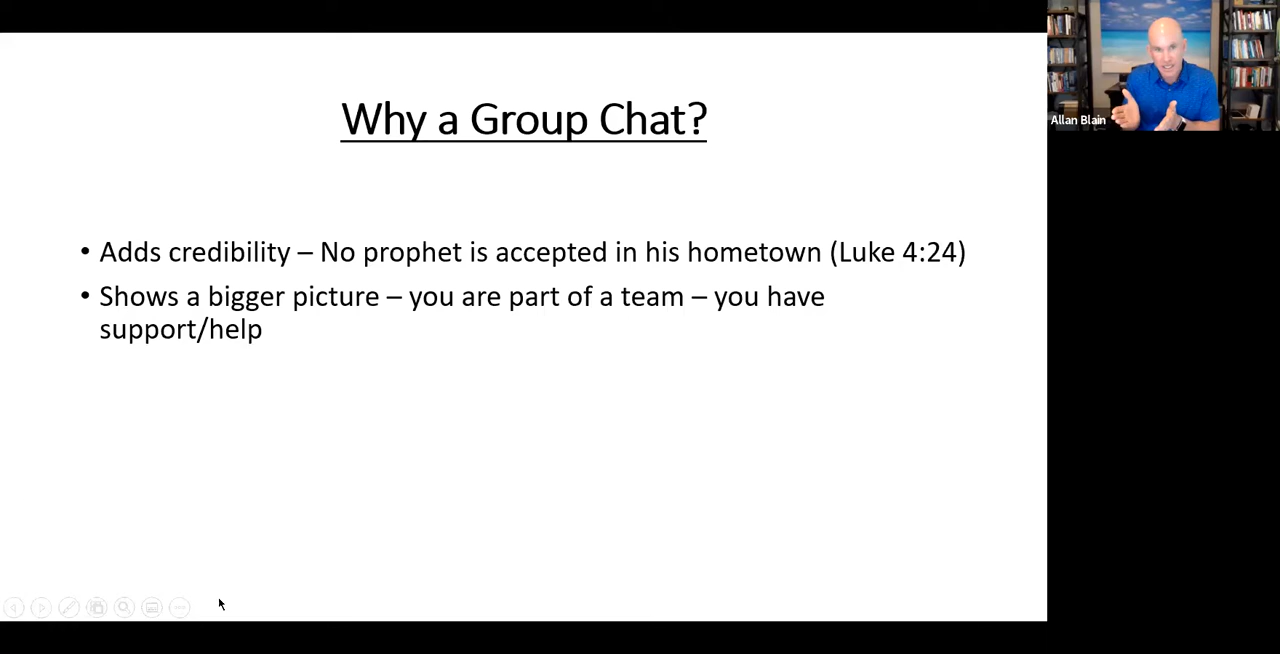 Why a Group Chat?
• Adds credibility – No prophet is accepted in his hometown (Luke 4:24)
• Shows a bigger picture – you are part of a team – you have
support/help
Allan Blain